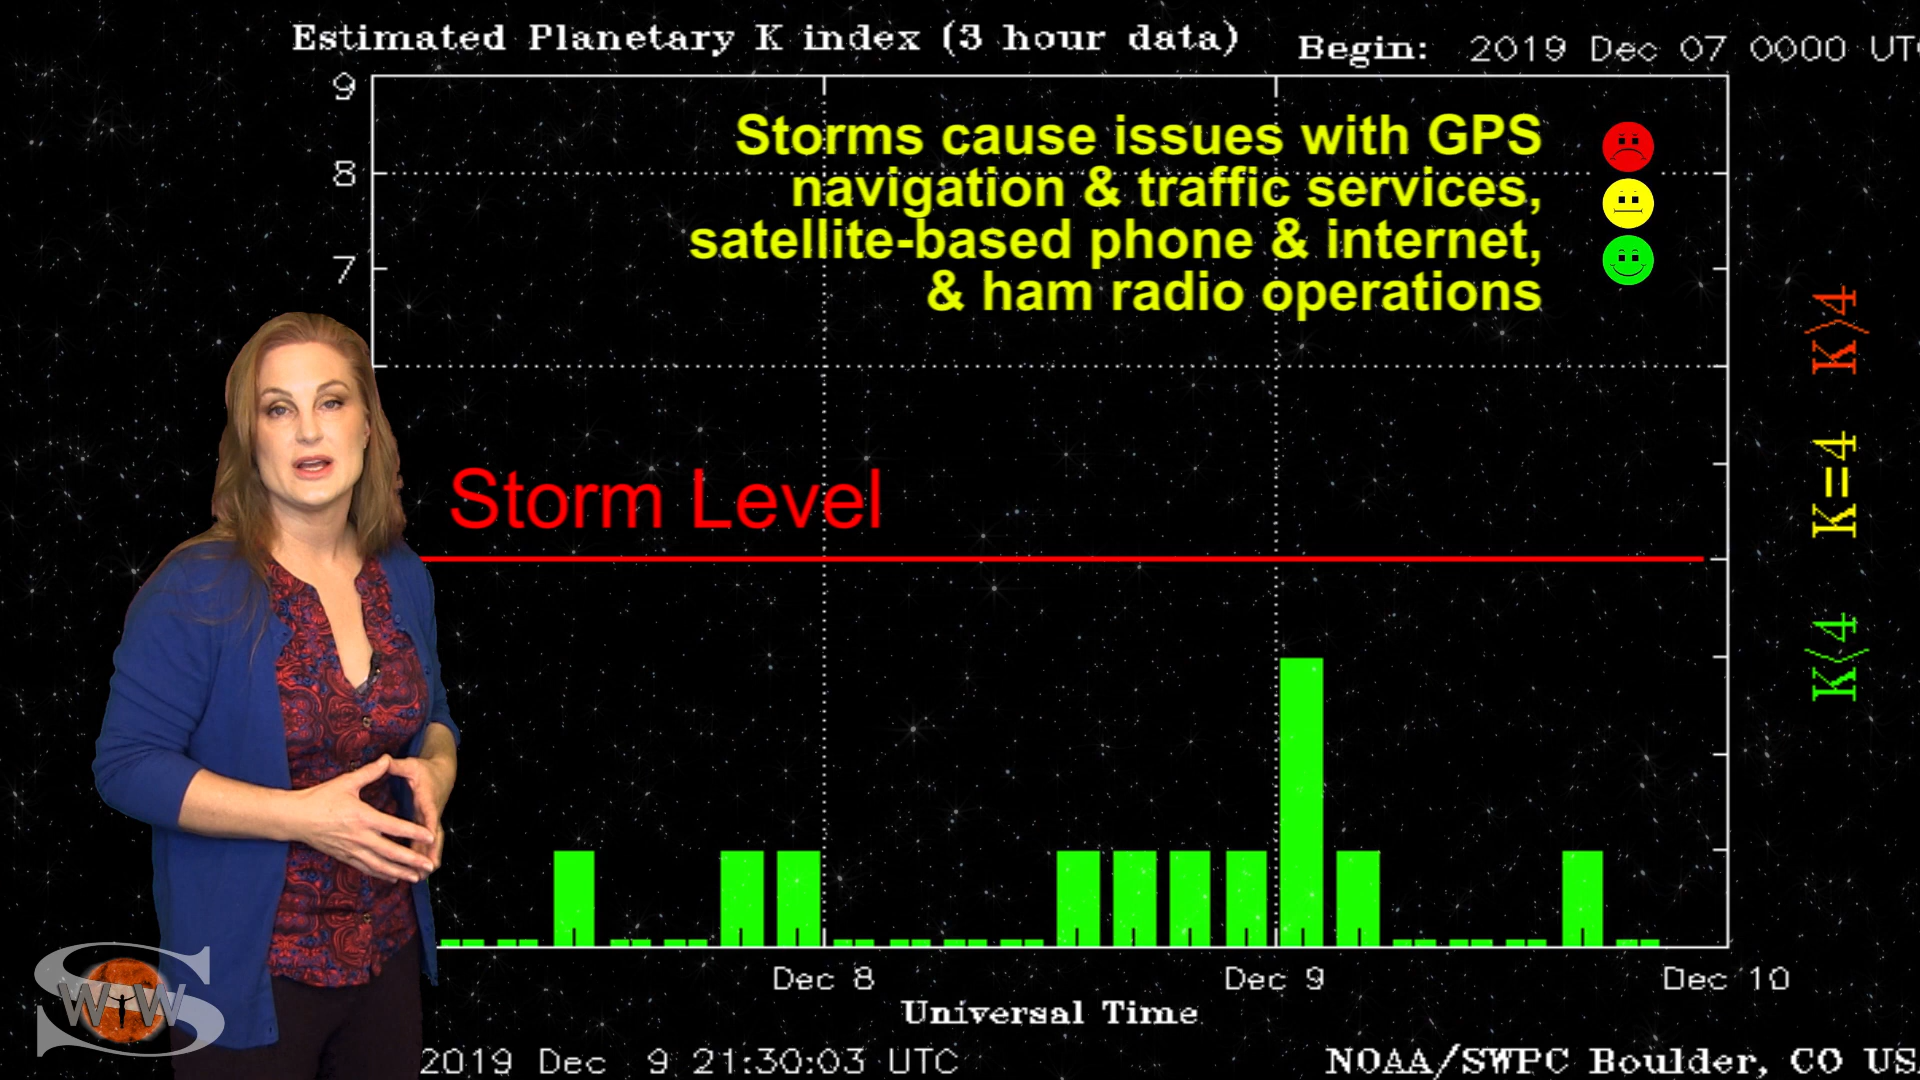 Estimated Planetary K index (3 hour data)
Begin: 2019 Dec 07 0000 UTC
9
8
7
Storms cause issues with GPS
navigation & traffic services,
satellite-based phone & internet,
& ham radio operations
Storm Level
K>4
K=4
K<4
Dec 8
Dec 9
Dec 10
Universal Time
2019 Dec 9 21:30:03 UTC
NOAA/SWPC Boulder, CO US
S
WTW